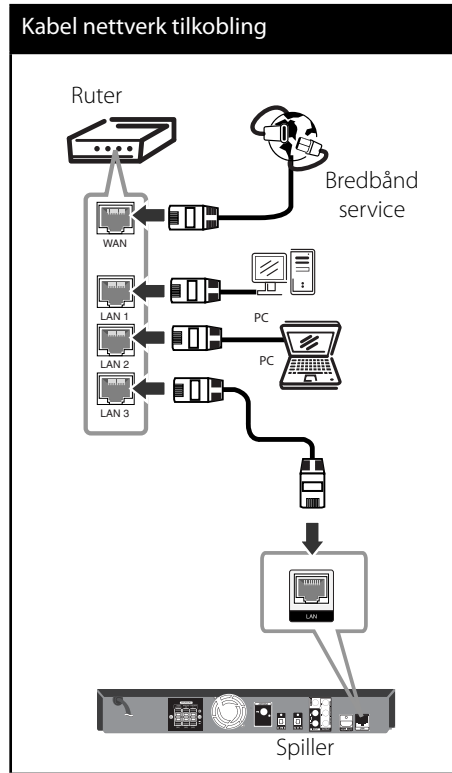 Kabel nettverk tilkobling
Ruter
Bredbånd
service
WAN
LAN 1
PC
LAN 2
PC
LAN 3
LAN
Spiller